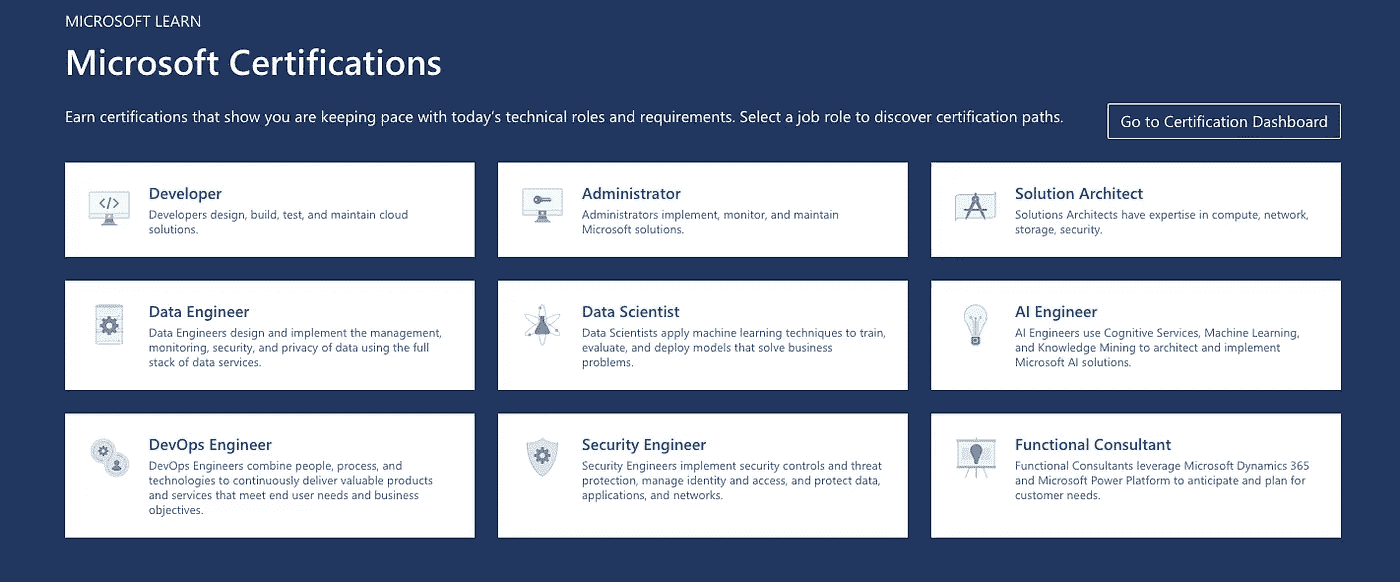 MICROSOFT LEARN
Microsoft Certifications
Earn certifications that show you are keeping pace with today's technical roles and requirements. Select a job role to discover certification paths.
Go to Certification Dashboard
Developer
Developers design, build, test, and maintain cloud
solutions.
Administrator
Administrators implement, monitor, and maintain
Microsoft solutions.
Solution Architect
Solutions Architects have expertise in compute, network,
storage, security.
Data Engineer
Data Engineers design and implement the management,
monitoring, security, and privacy of data using the full
stack of data services.
Data Scientist
Data Scientists apply machine learning techniques to train,
evaluate, and deploy models that solve business
problems.
AI Engineer
AI Engineers use Cognitive Services, Machine Learning,
and Knowledge Mining to architect and implement
Microsoft AI solutions.
DevOps Engineer
DevOps Engineers combine people, process, and
technologies to continuously deliver valuable products
and services that meet end user needs and business
objectives.
Security Engineer
Security Engineers implement security controls and threat
protection, manage identity and access, and protect data,
applications, and networks.
Functional Consultant
Functional Consultants leverage Microsoft Dynamics 365
and Microsoft Power Platform to anticipate and plan for
customer needs.